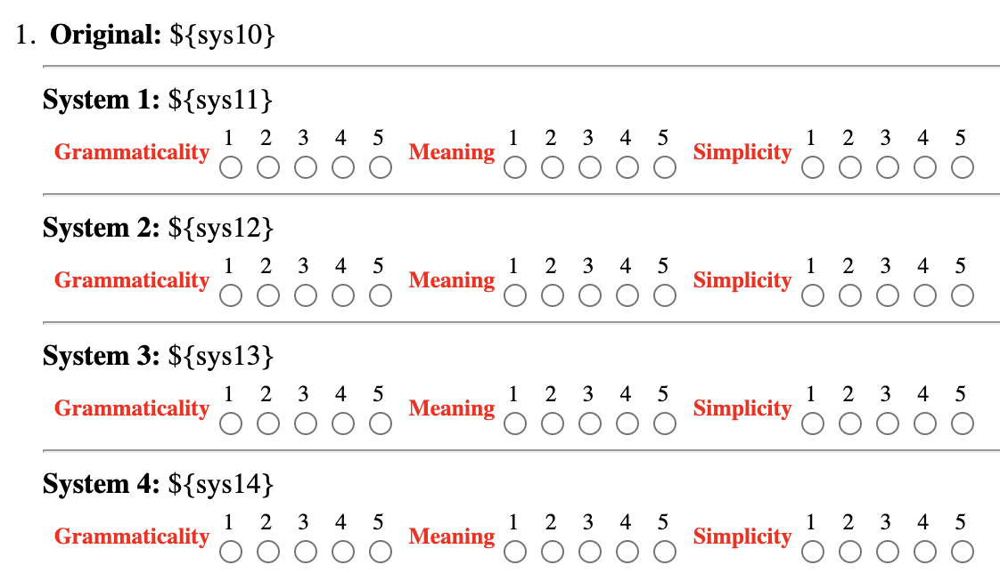 1. Original: ${sys10}
System 1: ${sys11}
Grammaticality 1 2 3 4 5 Meaning 1 2 3 4 5 Simplicity 1 2 3 4 5
System 2: ${sys12}
Grammaticality 1 2 3 4 5 Meaning 1 2 3 4 5 Simplicity 1 2 3 4 5
System 3: ${sys13}
Grammaticality 1 2 3 4 5 Meaning 1 2 3 4 5 Simplicity 1 2 3 4 5
System 4: ${sys14}
Grammaticality 1 2 3 4 5 Meaning 1 2 3 4 5 Simplicity 1 2 3 4 5